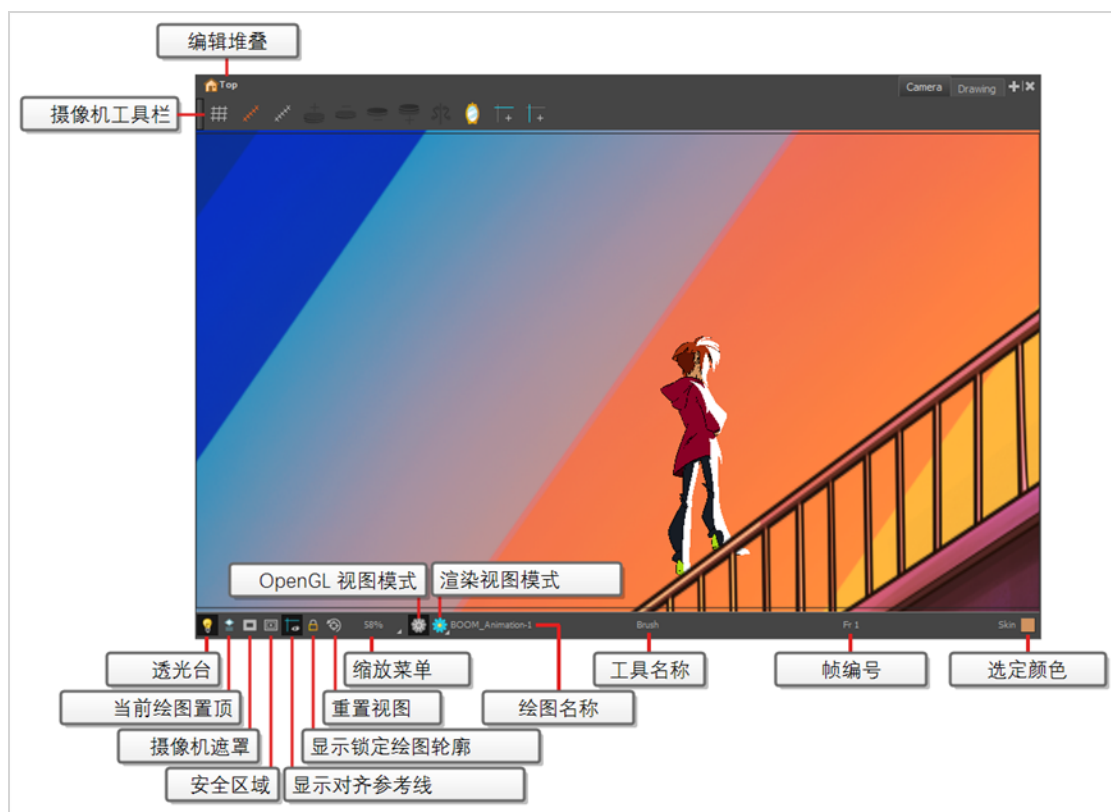 编辑堆叠
Top
Camera
Drawing
摄像机工具栏
OpenGL 视图模式
渲染视图模式
58%
BOOM_Animation-1
Brush
Fr 1
Skin
透光台
缩放菜单
工具名称
帧编号
选定颜色
当前绘图置顶
重置视图
绘图名称
摄像机遮罩
显示锁定绘图轮廓
安全区域
显示对齐参考线